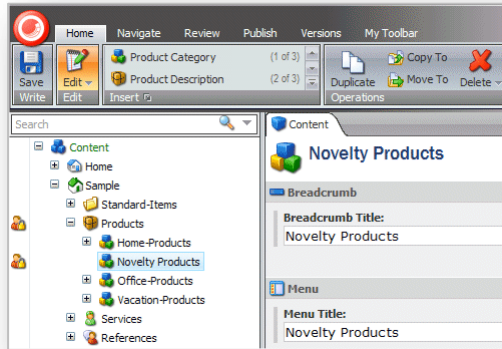 Home Navigate Review Publish Versions My Toolbar
Save
Write
Edit
Edit
Product Category (1 of 3)
Product Description (2 of 3)
Insert
Duplicate
Copy To
Move To
Delete
Operations
Search
Content
Home
Sample
Standard-Items
Products
Home-Products
Novelty Products
Office-Products
Vacation-Products
Services
References
Content
Novelty Products
Breadcrumb
Breadcrumb Title:
Novelty Products
Menu
Menu Title:
Novelty Products